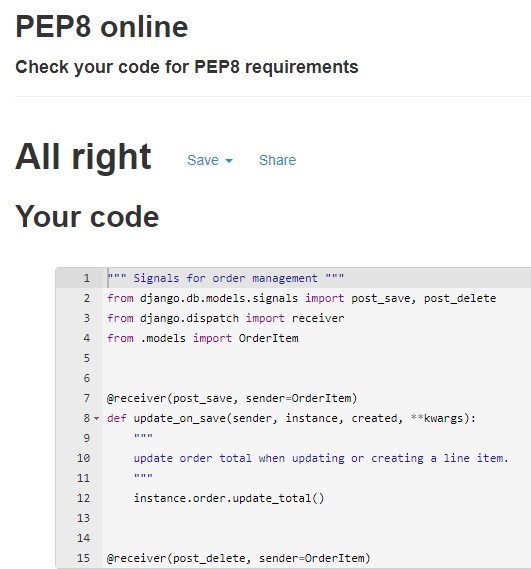 PEP8 online
Check your code for PEP8 requirements
All right Save Share
Your code
1 """ Signals for order management """
2 from django.db.models.signals import post_save, post_delete
3 from django.dispatch import receiver
4 from .models import OrderItem
5
6
7 @receiver(post_save, sender=OrderItem)
8 def update_on_save(sender, instance, created, **kwargs):
9     """
10     update order total when updating or creating a line item.
11     """
12     instance.order.update_total()
13
14
15 @receiver(post_delete, sender=OrderItem)